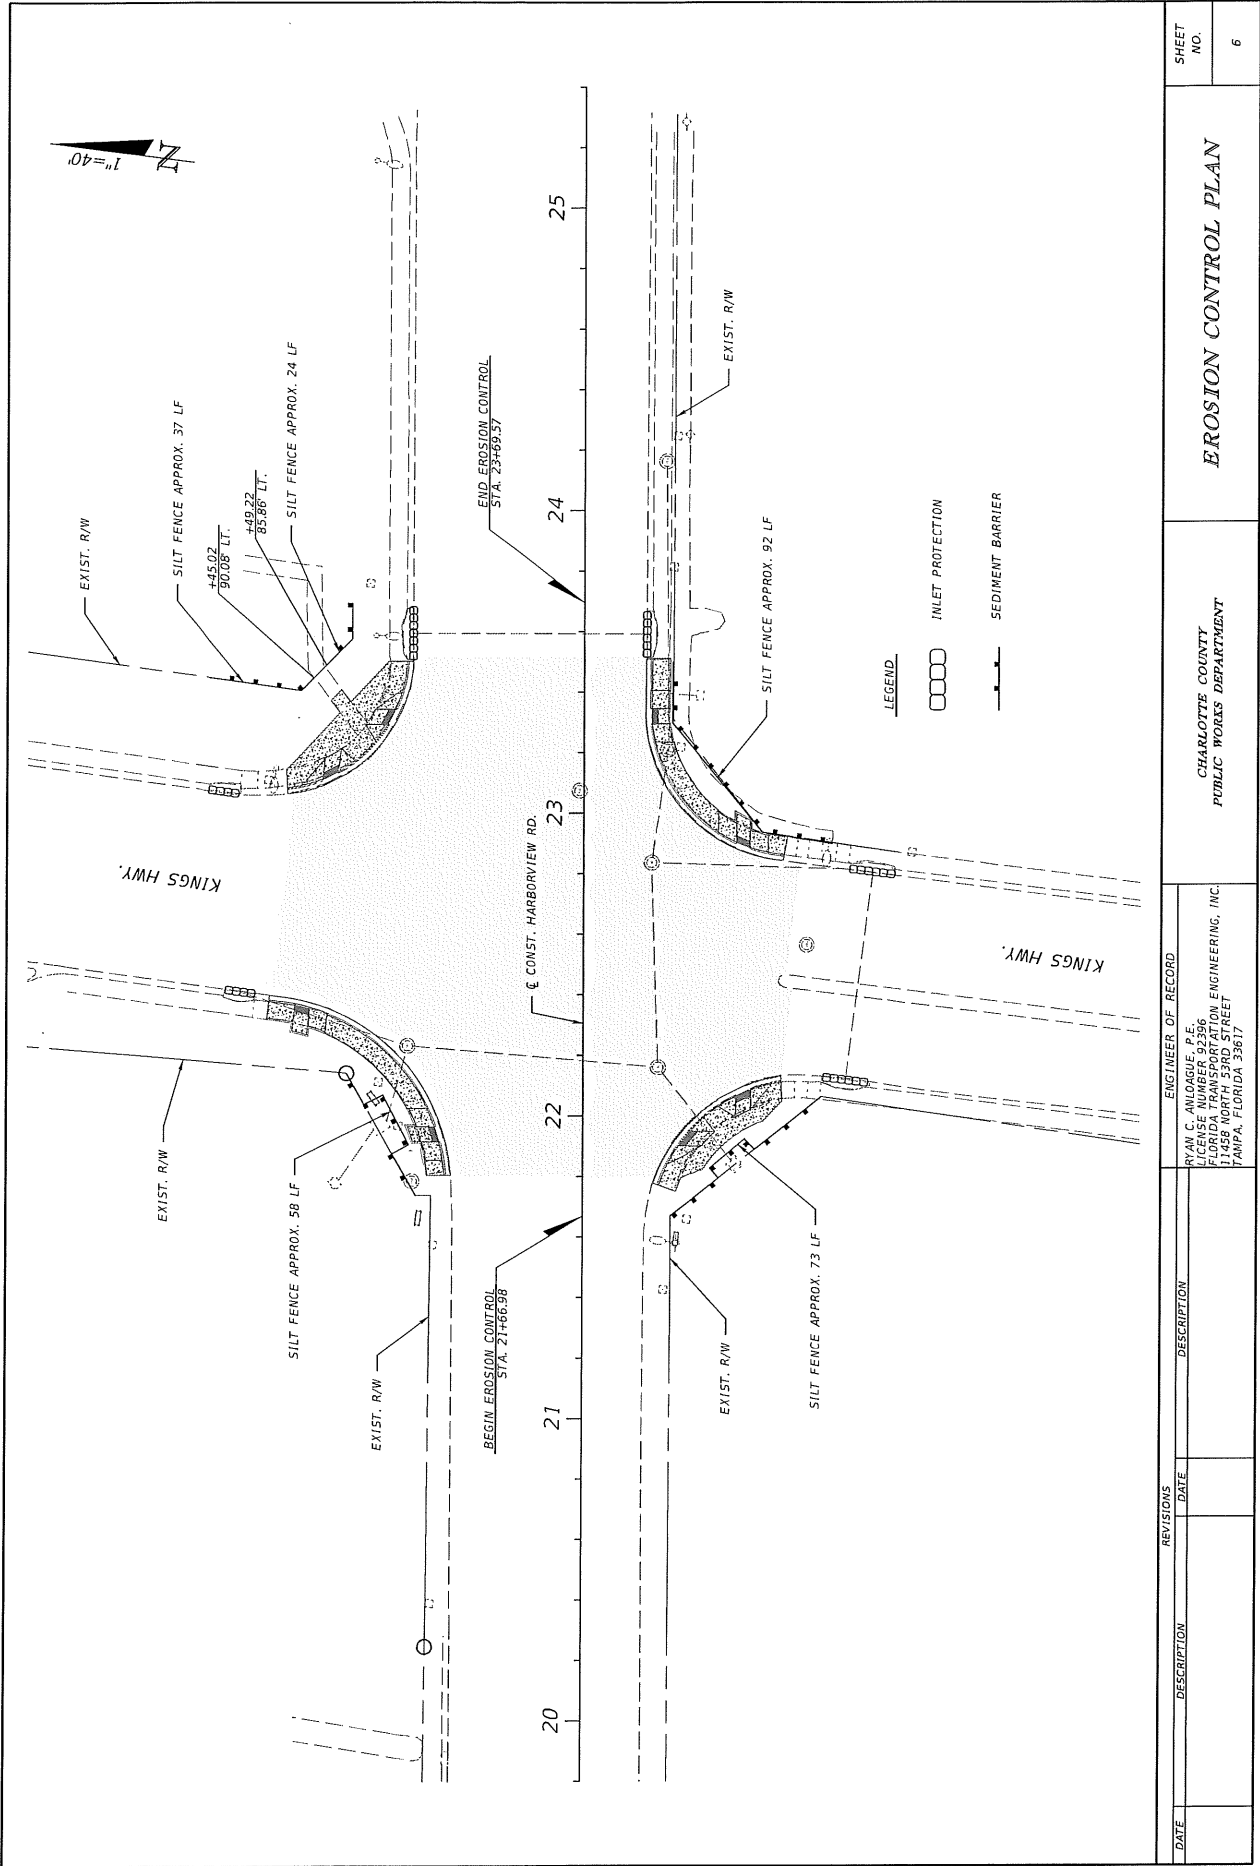 1"=40'
N
EXIST. R/W
SILT FENCE APPROX. 37 LF
+45.02
90.08' LT.
+49.22
85.86' LT.
SILT FENCE APPROX. 24 LF
KINGS HWY.
EXIST. R/W
SILT FENCE APPROX. 58 LF
EXIST. R/W
BEGIN EROSION CONTROL
STA. 21+66.98
℄ CONST. HARBORVIEW RD.
END EROSION CONTROL
STA. 23+69.57
20
21
22
23
24
25
EXIST. R/W
SILT FENCE APPROX. 73 LF
KINGS HWY.
SILT FENCE APPROX. 92 LF
EXIST. R/W
LEGEND
INLET PROTECTION
SEDIMENT BARRIER
REVISIONS
DATE
DESCRIPTION
DATE
DESCRIPTION
ENGINEER OF RECORD
RYAN C. ANLOAGUE, P.E.
LICENSE NUMBER 92396
FLORIDA TRANSPORTATION ENGINEERING, INC.
11458 NORTH 53RD STREET
TAMPA, FLORIDA 33617
CHARLOTTE COUNTY
PUBLIC WORKS DEPARTMENT
EROSION CONTROL PLAN
SHEET
NO.
6